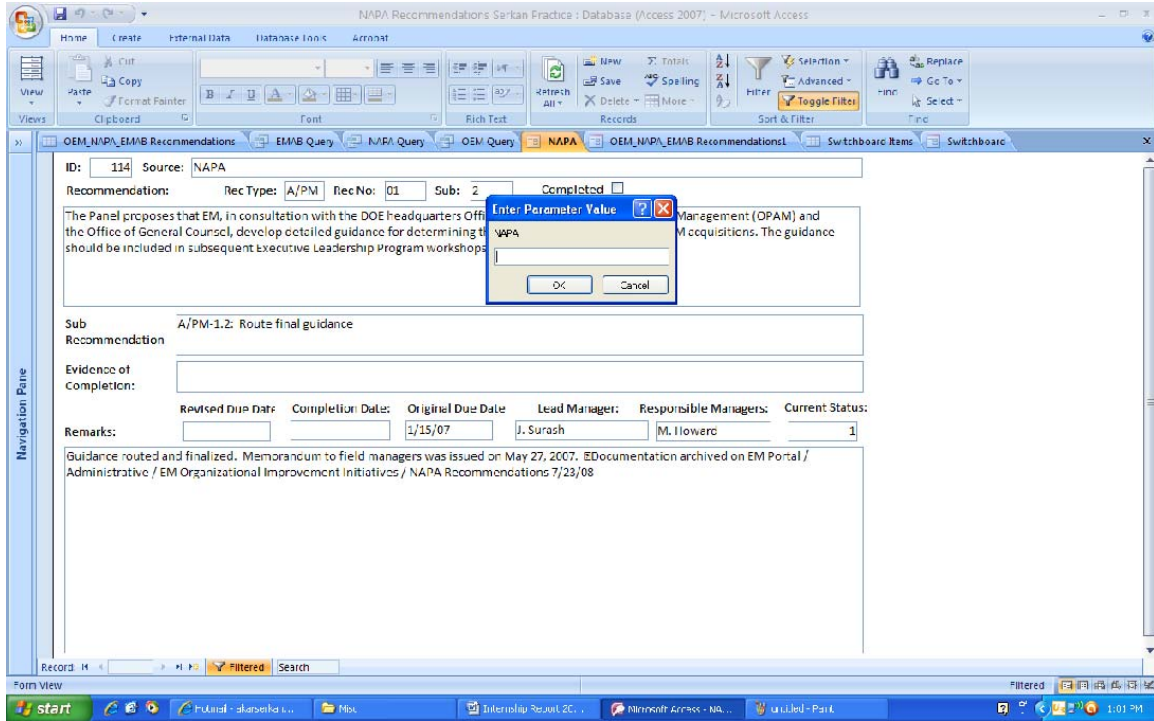 NAPA Recommendations Serkan Practice : Database (Access 2007) - Microsoft Access
Home Create External Data Database Tools Acrobat
View
Views
Paste
Cut
Copy
Format Painter
Clipboard
B I U A
Font
Rich Text
Refresh All
New
Save
Delete
Totals
Spelling
More
Records
Filter
Selection
Advanced
Toggle Filter
Sort & Filter
Find
Replace
Go To
Select
Find
OEM_NAPA_EMAB Recommendations EMAB Query NAPA Query OEM Query NAPA OEM_NAPA_EMAB Recommendations1 Switchboard Items Switchboard
Navigation Pane
ID: 114 Source: NAPA
Recommendation: Rec Type: A/PM Rec No: 01 Sub: 2 Completed
The Panel proposes that EM, in consultation with the DOE headquarters Offi Management (OPAM) and
the Office of General Counsel, develop detailed guidance for determining th M acquisitions. The guidance
should be included in subsequent Executive Leadership Program workshops
Enter Parameter Value
NAPA
OK Cancel
Sub
Recommendation
A/PM-1.2: Route final guidance
Evidence of
Completion:
Revised Due Date Completion Date: Original Due Date Lead Manager: Responsible Managers: Current Status:
Remarks: 1/15/07 J. Surash M. Howard 1
Guidance routed and finalized. Memorandum to field managers was issued on May 27, 2007. Documentation archived on EM Portal /
Administrative / EM Organizational Improvement Initiatives / NAPA Recommendations 7/23/08
Record: Filtered Search
Form View Filtered
start Misc Internship Report 20... Microsoft Access - NA... untitled - Paint 1:01 PM